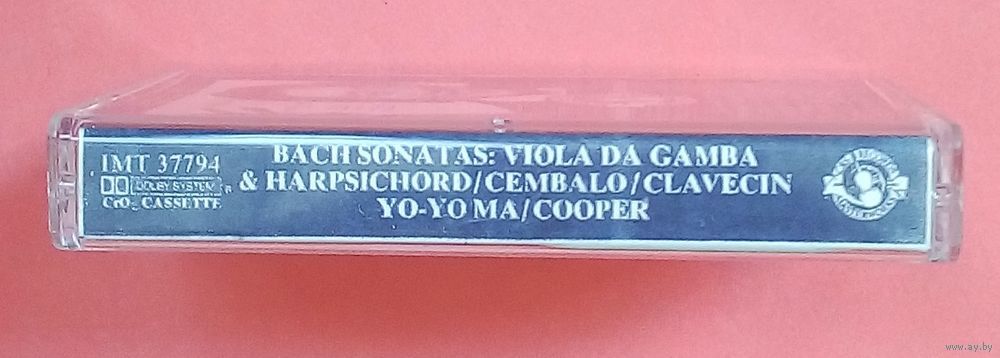 IMT 37794
DOLBY SYSTEM
CrO₂ CASSETTE
BACH SONATAS: VIOLA DA GAMBA
& HARPSICHORD/CEMBALO/CLAVECIN
YO-YO MA/COOPER
www.ay.by